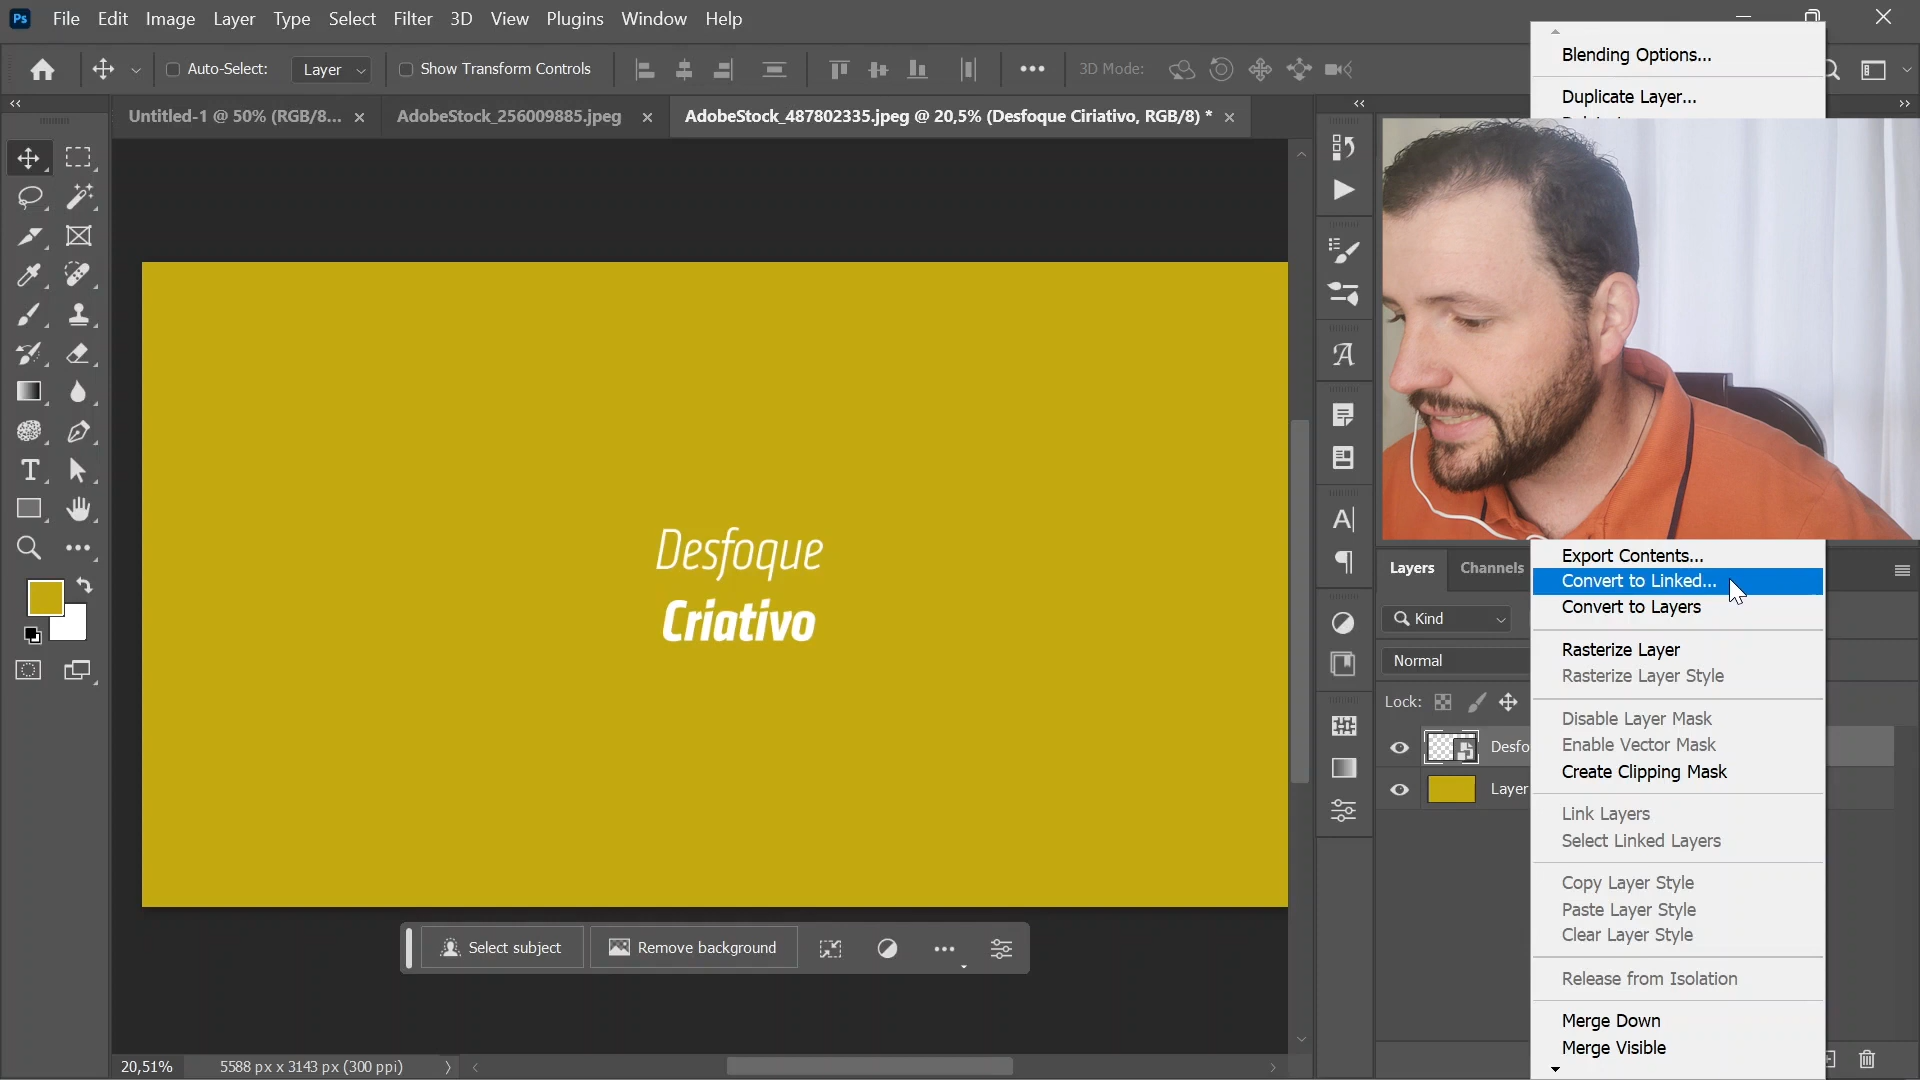 Ps File Edit Image Layer Type Select Filter 3D View Plugins Window Help
Auto-Select: Layer Show Transform Controls 3D Mode:
Untitled-1 @ 50% (RGB/8... AdobeStock_256009885.jpeg AdobeStock_487802335.jpeg @ 20,5% (Desfoque Ciriativo, RGB/8) *
Blending Options...
Duplicate Layer...
Desfoque
Criativo
Select subject Remove background
20,51% 5588 px x 3143 px (300 ppi)
Layers Channels
Kind
Normal
Lock:
Desfo
Layer
Export Contents...
Convert to Linked...
Convert to Layers
Rasterize Layer
Rasterize Layer Style
Disable Layer Mask
Enable Vector Mask
Create Clipping Mask
Link Layers
Select Linked Layers
Copy Layer Style
Paste Layer Style
Clear Layer Style
Release from Isolation
Merge Down
Merge Visible